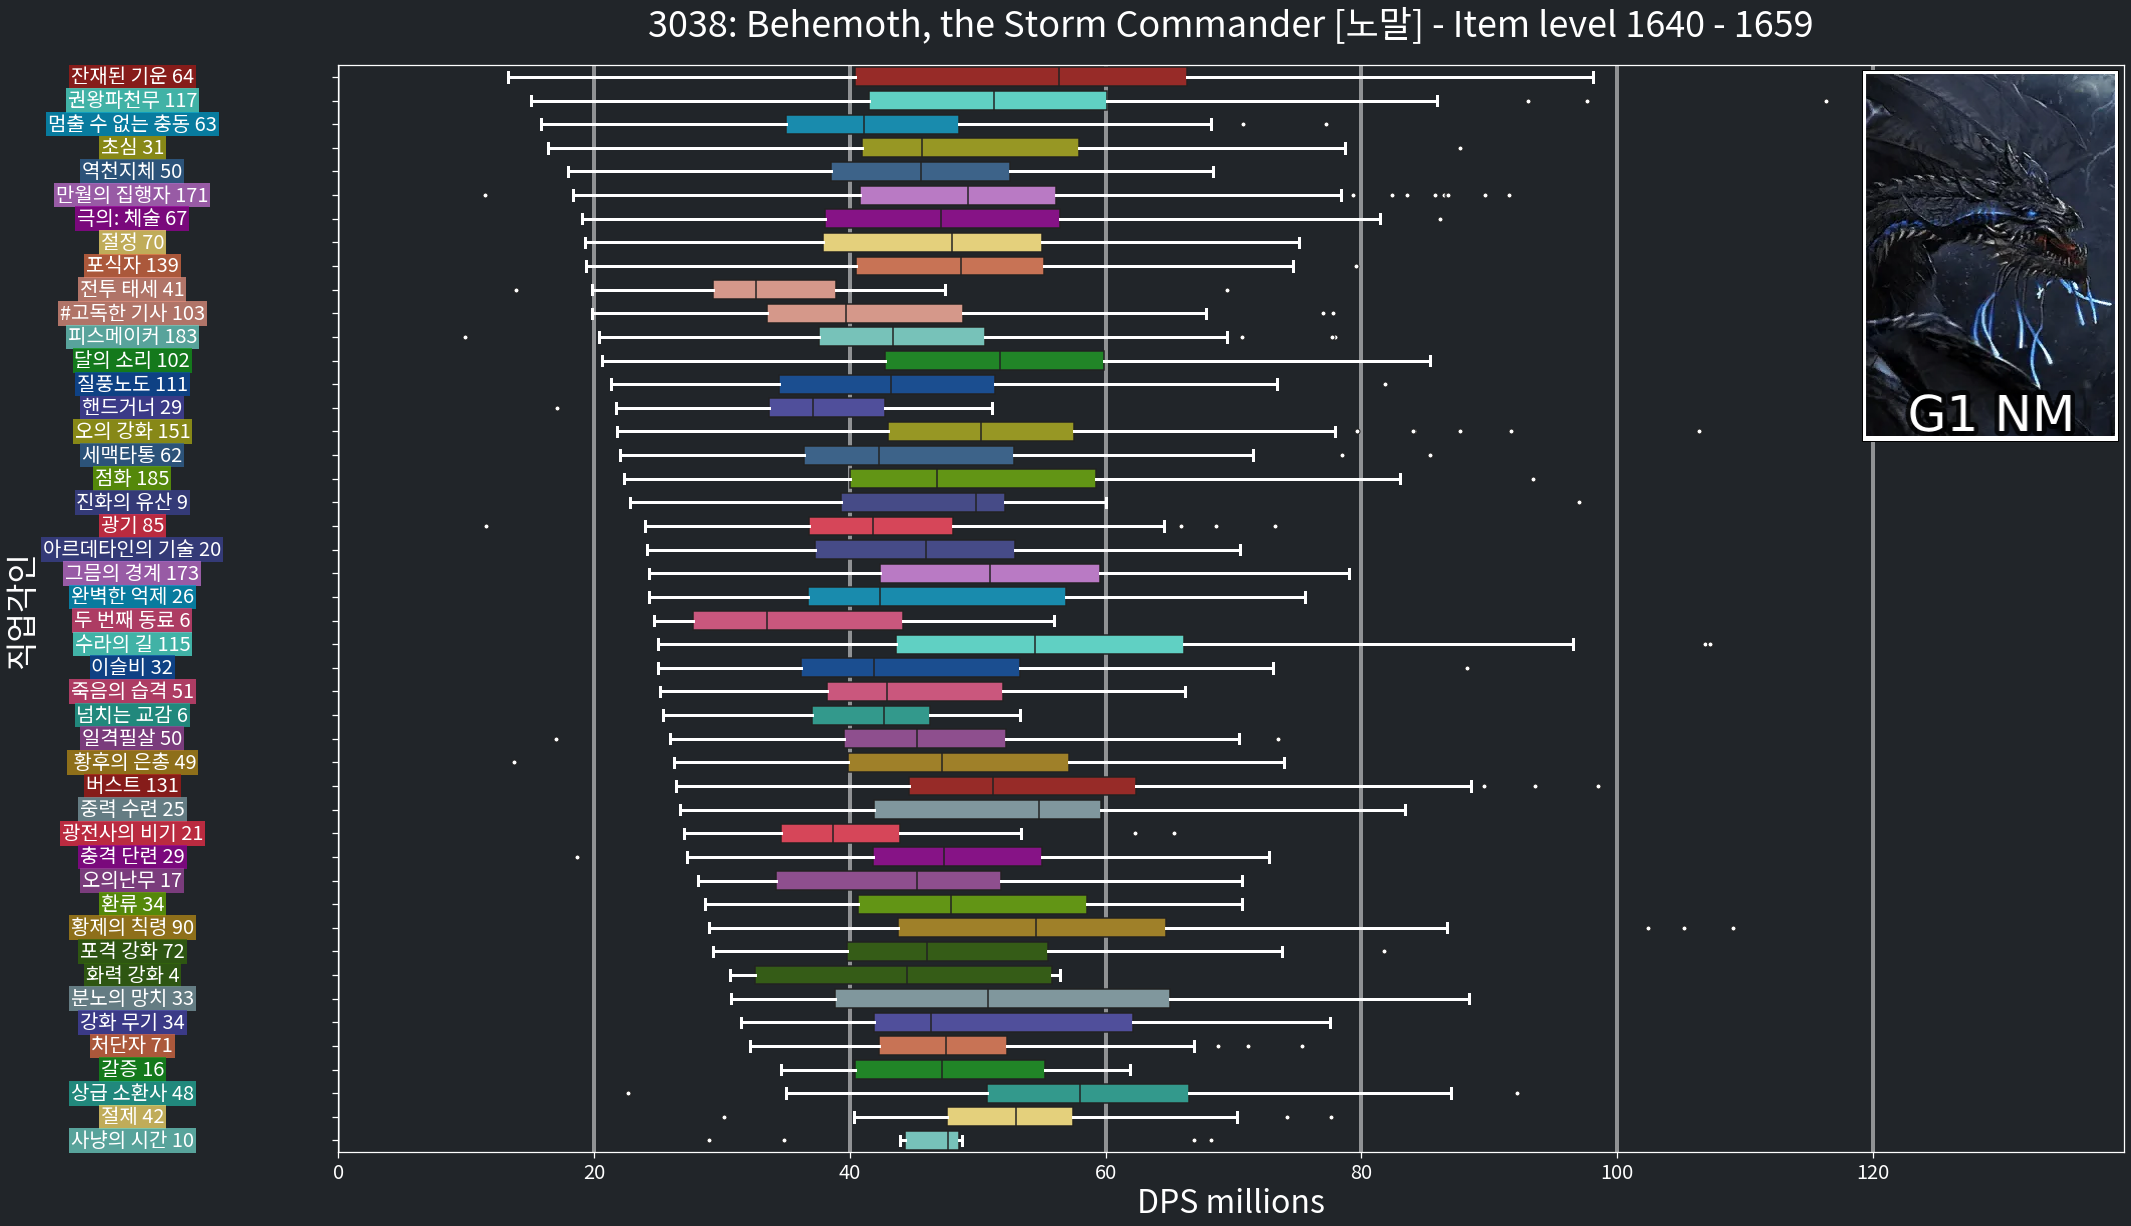 3038: Behemoth, the Storm Commander [노말] - Item level 1640 - 1659
잔재된 기운 64
권왕파천무 117
멈출 수 없는 충동 63
초심 31
역천지체 50
만월의 집행자 171
극의: 체술 67
절정 70
포식자 139
전투 태세 41
#고독한 기사 103
피스메이커 183
달의 소리 102
질풍노도 111
핸드거너 29
오의 강화 151
세맥타통 62
점화 185
진화의 유산 9
광기 85
아르데타인의 기술 20
그믐의 경계 173
완벽한 억제 26
두 번째 동료 6
수라의 길 115
이슬비 32
죽음의 습격 51
넘치는 교감 6
일격필살 50
황후의 은총 49
버스트 131
중력 수련 25
광전사의 비기 21
충격 단련 29
오의난무 17
환류 34
황제의 칙령 90
포격 강화 72
화력 강화 4
분노의 망치 33
강화 무기 34
처단자 71
갈증 16
상급 소환사 48
절제 42
사냥의 시간 10
직업각인
G1 NM
0 20 40 60 80 100 120
DPS millions